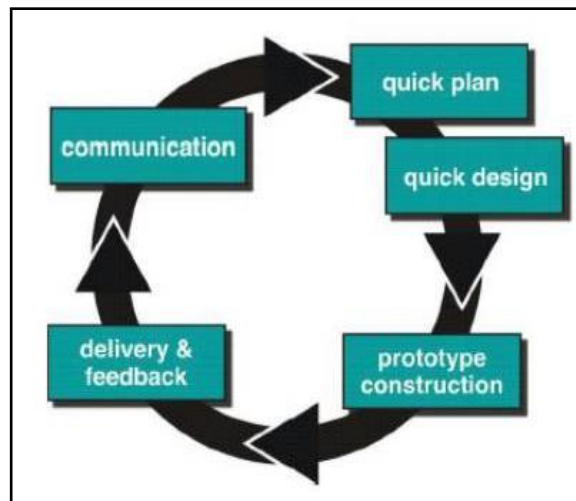 communication
quick plan
quick design
prototype
construction
delivery &
feedback